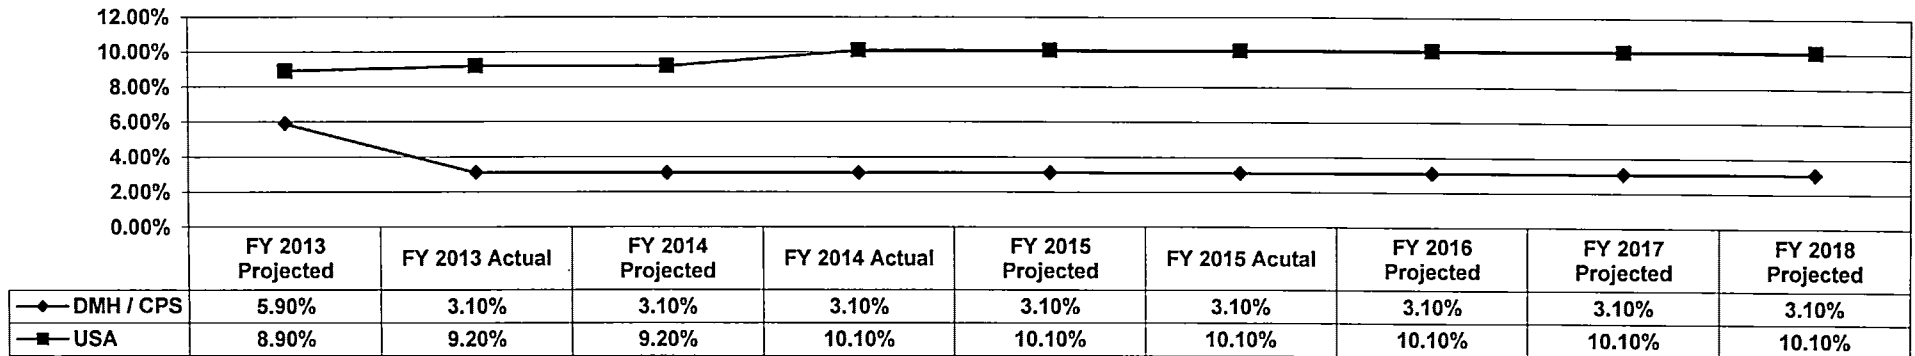 12.00%
10.00%
8.00%
6.00%
4.00%
2.00%
0.00%
FY 2013 Projected FY 2013 Actual FY 2014 Projected FY 2014 Actual FY 2015 Projected FY 2015 Acutal FY 2016 Projected FY 2017 Projected FY 2018 Projected
DMH / CPS 5.90% 3.10% 3.10% 3.10% 3.10% 3.10% 3.10% 3.10% 3.10%
USA 8.90% 9.20% 9.20% 10.10% 10.10% 10.10% 10.10% 10.10% 10.10%